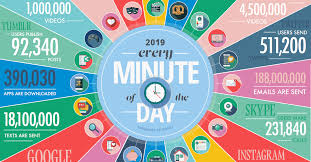 1,000,000
VIDEOS
TUMBLR
USERS PUBLISH
92,340
POSTS
390,030
APPS ARE DOWNLOADED
18,100,000
TEXTS ARE SENT
GOOGLE
2019
every
MINUTE
of the
DAY
4,500,000
VIDEOS
USERS SEND
511,200
188,000,000
EMAILS ARE SENT
SKYPE
231,840
CALLS
INSTAGRAM